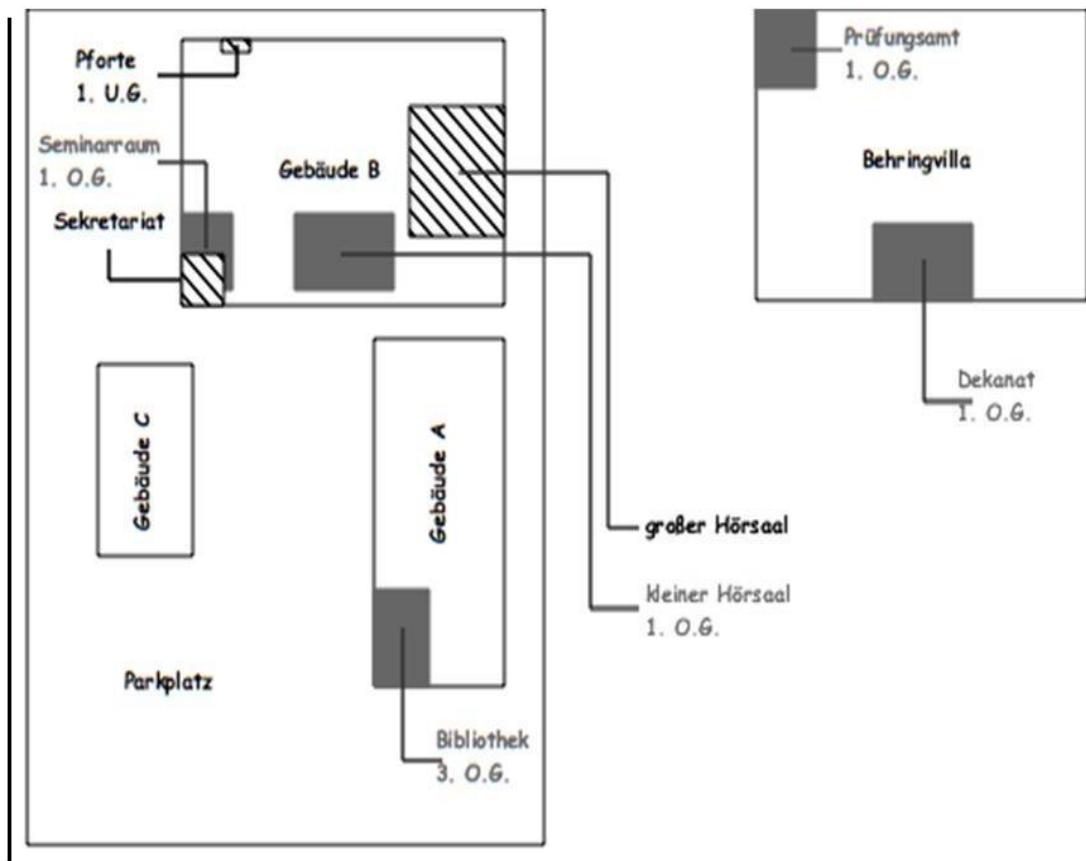 Pforte
1. U.G.
Seminarraum
1. O.G.
Sekretariat
Gebäude B
Prüfungsamt
1. O.G.
Behringvilla
Dekanat
1. O.G.
Gebäude C
Gebäude A
großer Hörsaal
kleiner Hörsaal
1. O.G.
Parkplatz
Bibliothek
3. O.G.